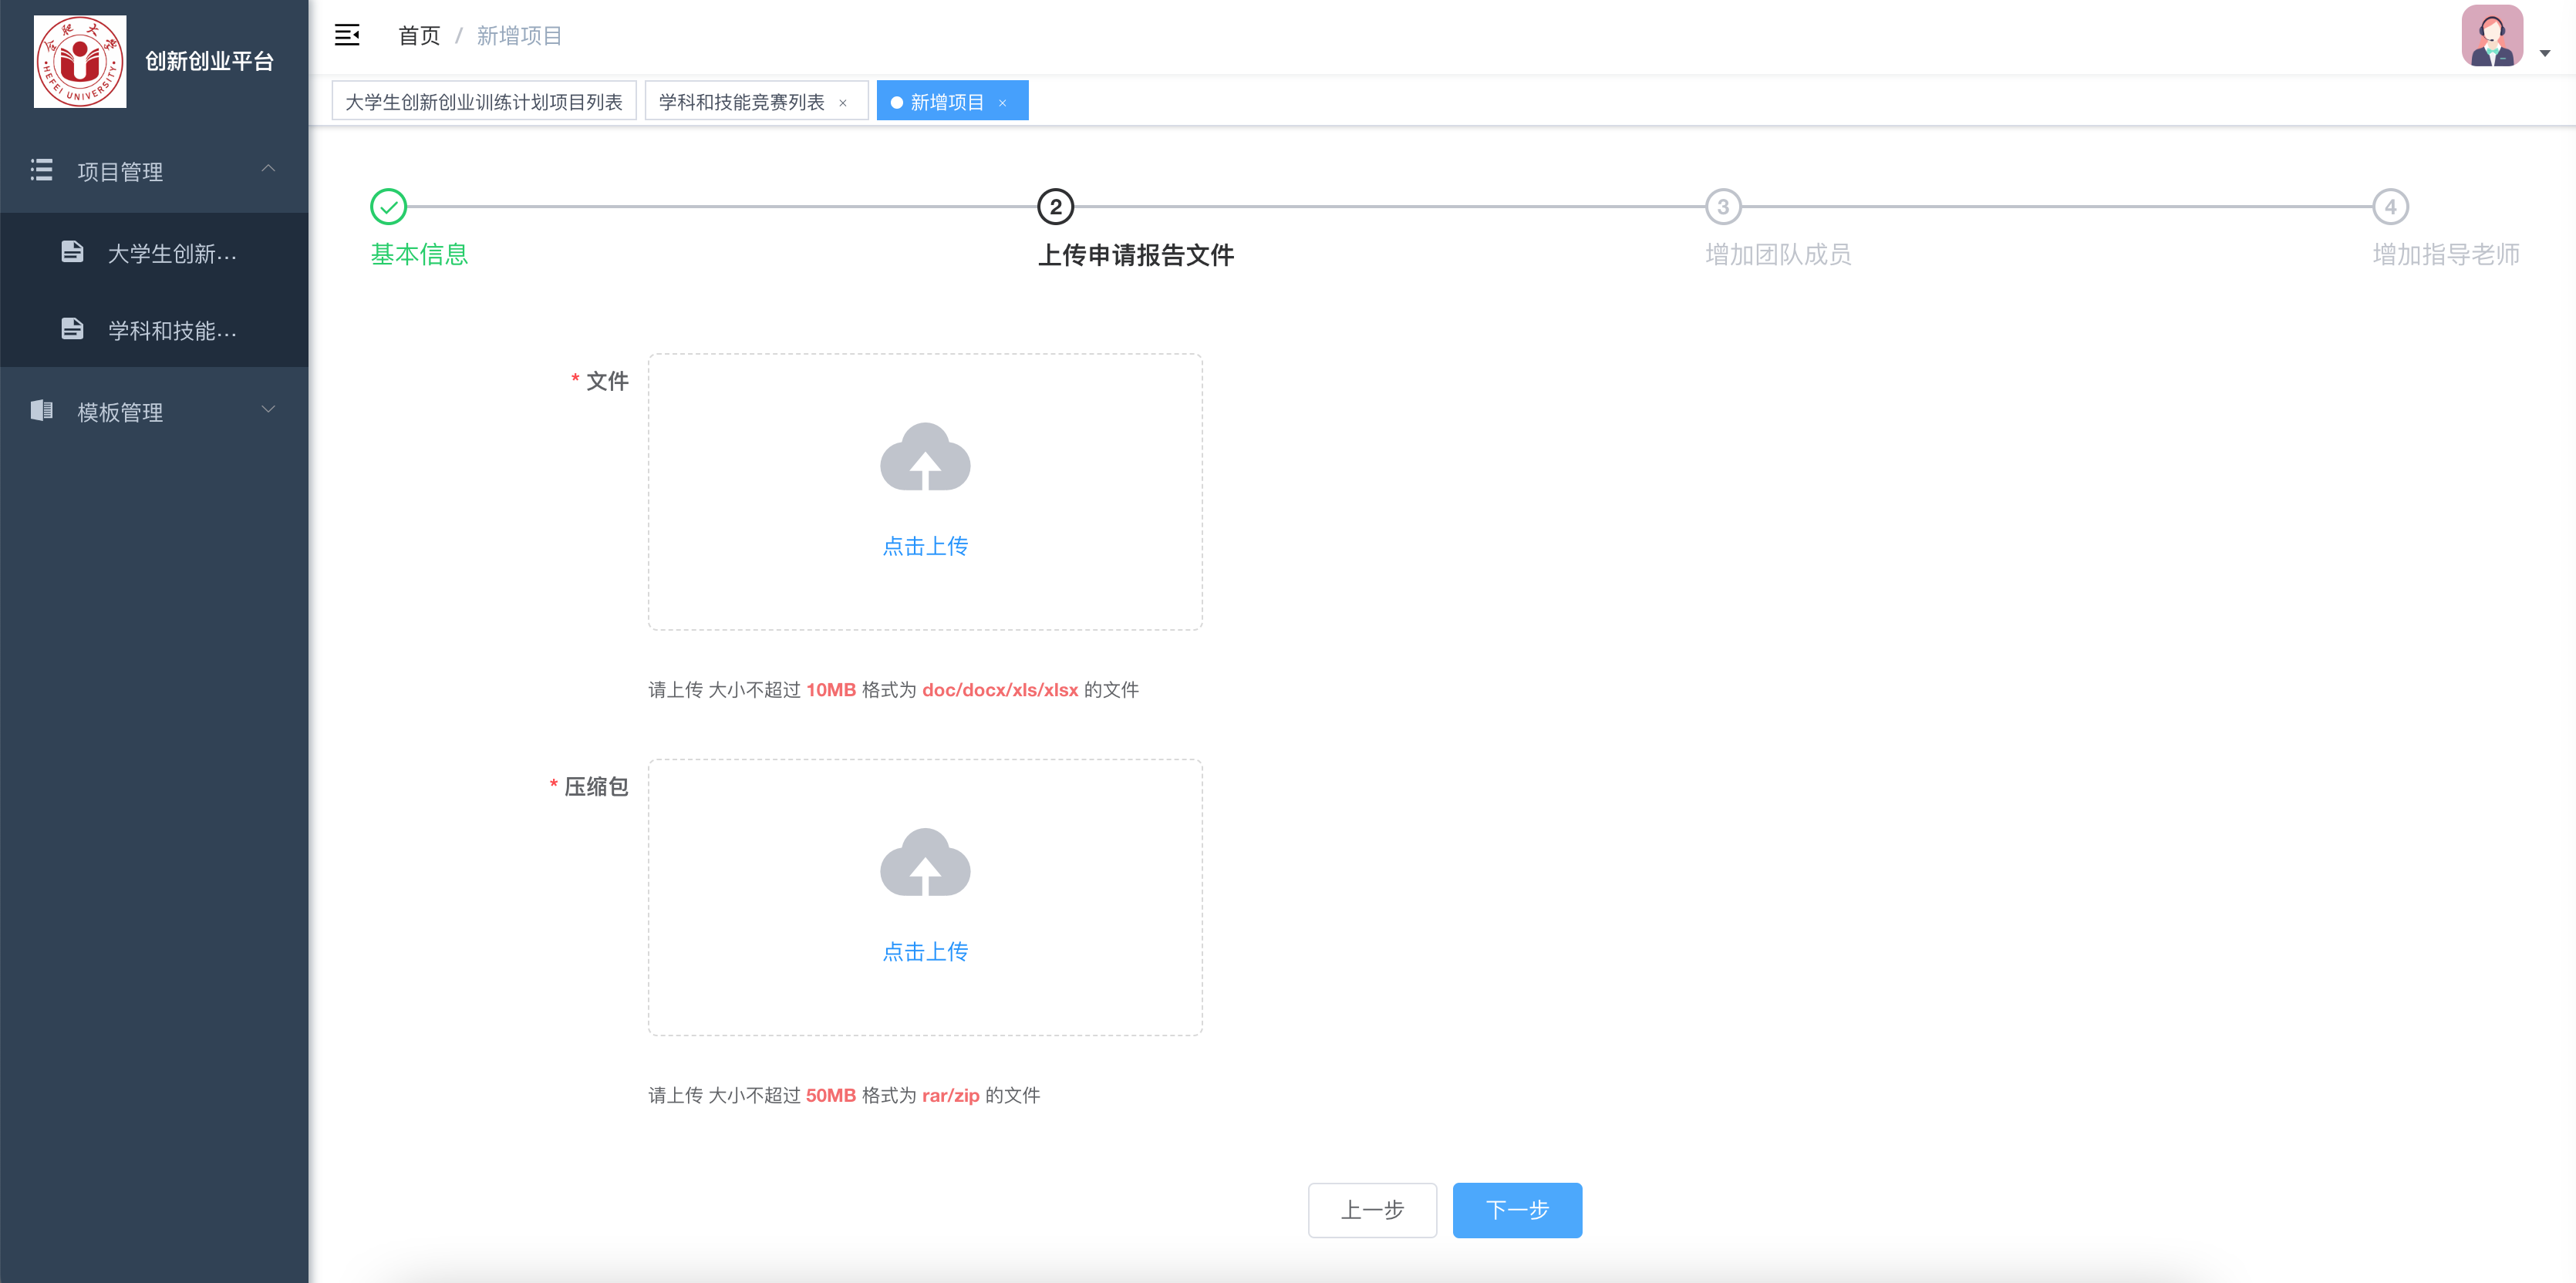 合肥大学
HEFEI UNIVERSITY
创新创业平台
首页 / 新增项目
大学生创新创业训练计划项目列表
学科和技能竞赛列表 ×
新增项目 ×
项目管理
大学生创新...
学科和技能...
模板管理
2
3
4
基本信息
上传申请报告文件
增加团队成员
增加指导老师
* 文件
点击上传
请上传 大小不超过 10MB 格式为 doc/docx/xls/xlsx 的文件
* 压缩包
点击上传
请上传 大小不超过 50MB 格式为 rar/zip 的文件
上一步
下一步